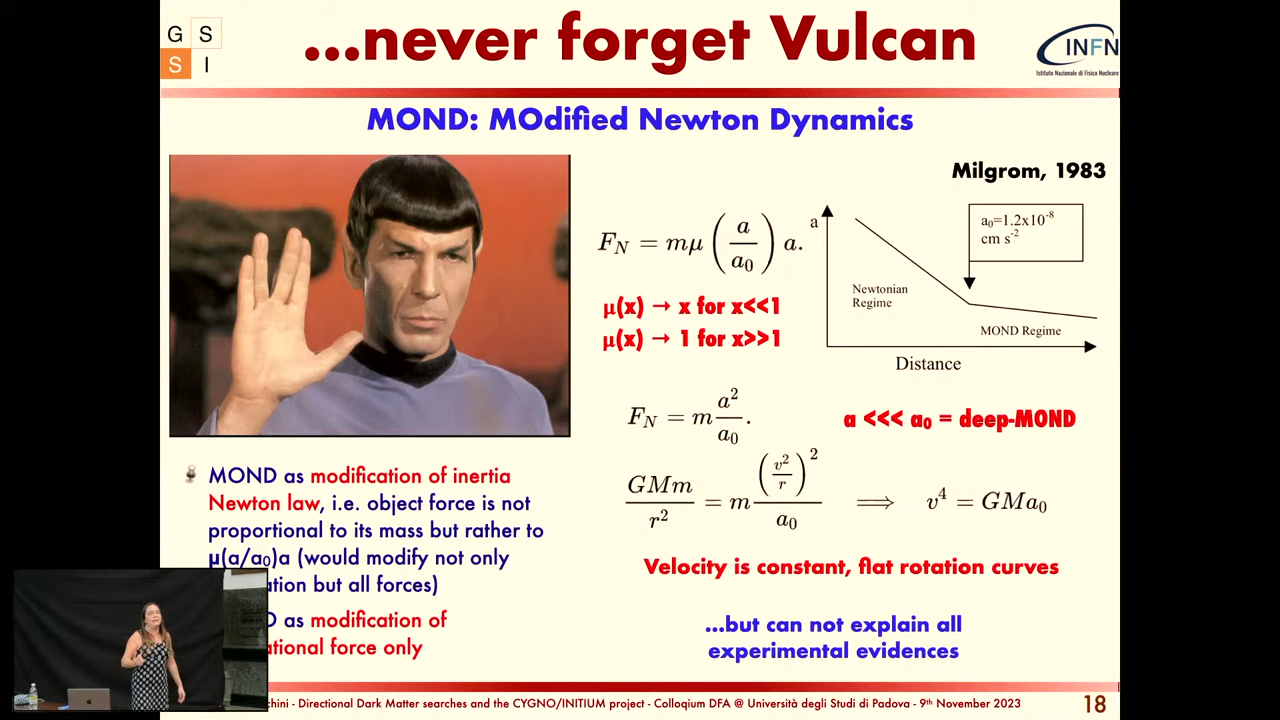 G S
S I
...never forget Vulcan
INFN
Istituto Nazionale di Fisica Nucleare
MOND: MOdified Newton Dynamics
Milgrom, 1983
F_N = mμ (a/a₀) a.
μ(x) → x for x<<1
μ(x) → 1 for x>>1
a
a₀=1.2x10⁻⁸
cm s⁻²
Newtonian
Regime
MOND Regime
Distance
F_N = m a²/a₀.
a <<< a₀ = deep-MOND
GMm/r² = m (v²/r)²/a₀ ⟹ v⁴ = GMa₀
Velocity is constant, flat rotation curves
...but can not explain all
experimental evidences
MOND as modification of inertia
Newton law, i.e. object force is not
proportional to its mass but rather to
μ(a/a₀)a (would modify not only
ation but all forces)
D as modification of
ational force only
chini - Directional Dark Matter searches and the CYGNO/INITIUM project - Colloqium DFA @ Università degli Studi di Padova - 9th November 2023
18